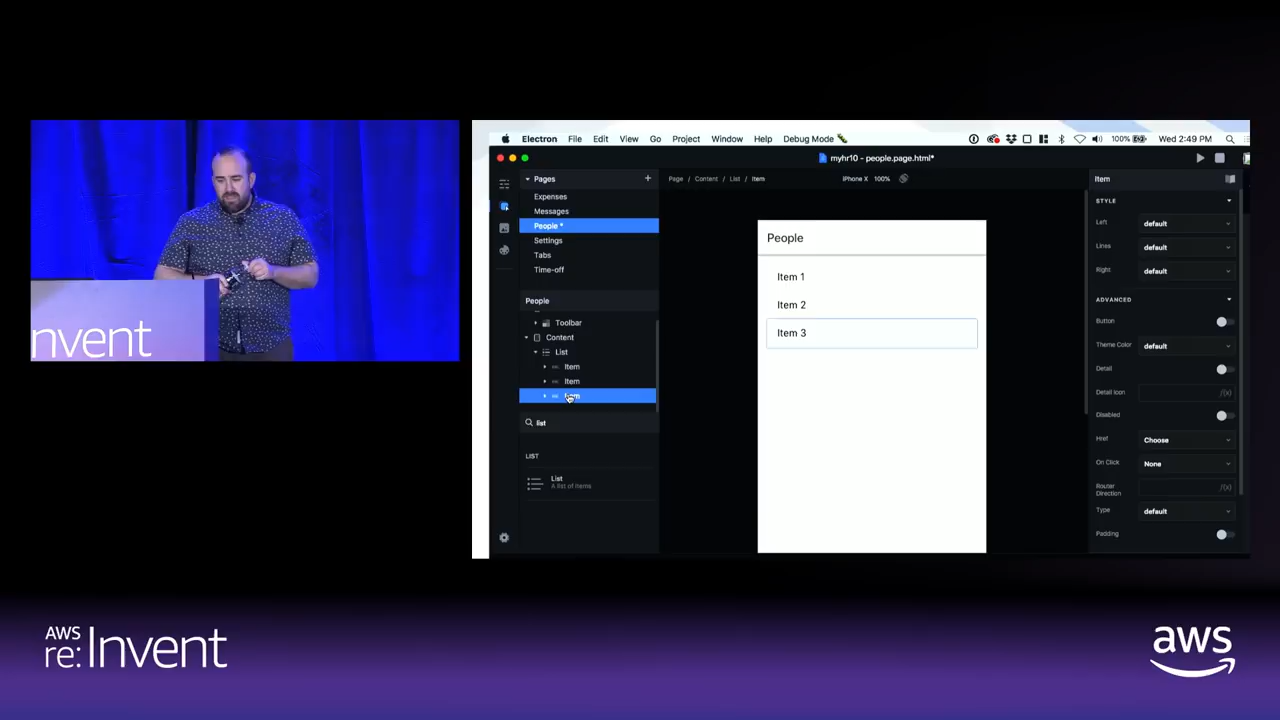 nvent
Electron File Edit View Go Project Window Help Debug Mode 100% Wed 2:49 PM
myhr10 - people.page.html*
Pages +
Expenses
Messages
People *
Settings
Tabs
Time-off
People
Toolbar
Content
List
Item
Item
Item
list
LIST
List
A list of items
Page / Content / List / Item iPhone X 100%
People
Item 1
Item 2
Item 3
Item
STYLE
Left default
Lines default
Right default
ADVANCED
Button
Theme Color default
Detail
Detail Icon ƒ(x)
Disabled
Href Choose
On Click None
Router Direction ƒ(x)
Type default
Padding
AWS
re:Invent
aws